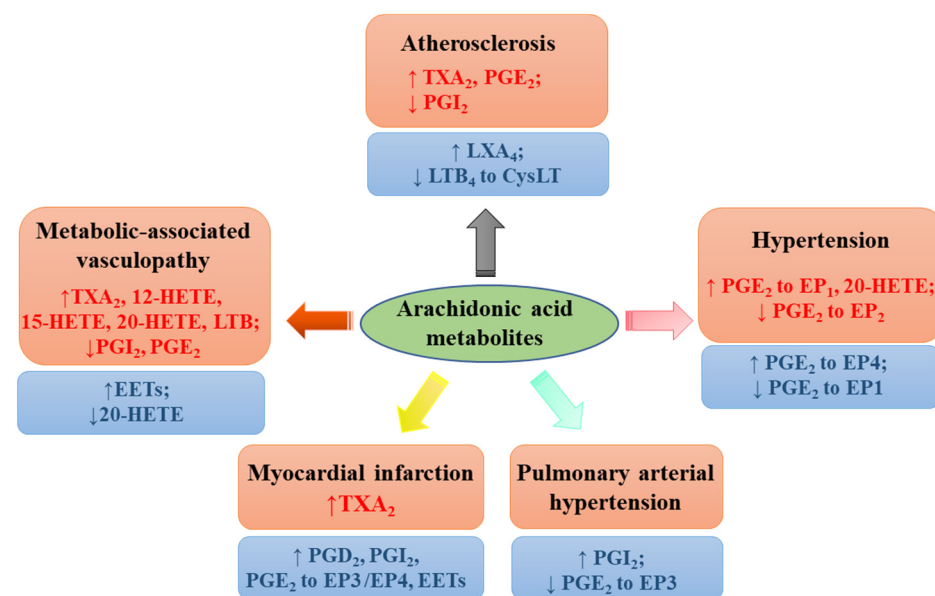 Atherosclerosis
↑ TXA₂, PGE₂;
↓ PGI₂
↑ LXA₄;
↓ LTB₄ to CysLT
Metabolic-associated
vasculopathy
↑TXA₂, 12-HETE,
15-HETE, 20-HETE, LTB;
↓PGI₂, PGE₂
↑EETs;
↓20-HETE
Arachidonic acid
metabolites
Hypertension
↑ PGE₂ to EP₁, 20-HETE;
↓ PGE₂ to EP₂
↑ PGE₂ to EP4;
↓ PGE₂ to EP1
Myocardial infarction
↑TXA₂
↑ PGD₂, PGI₂,
PGE₂ to EP3 /EP4, EETs
Pulmonary arterial
hypertension
↑ PGI₂;
↓ PGE₂ to EP3